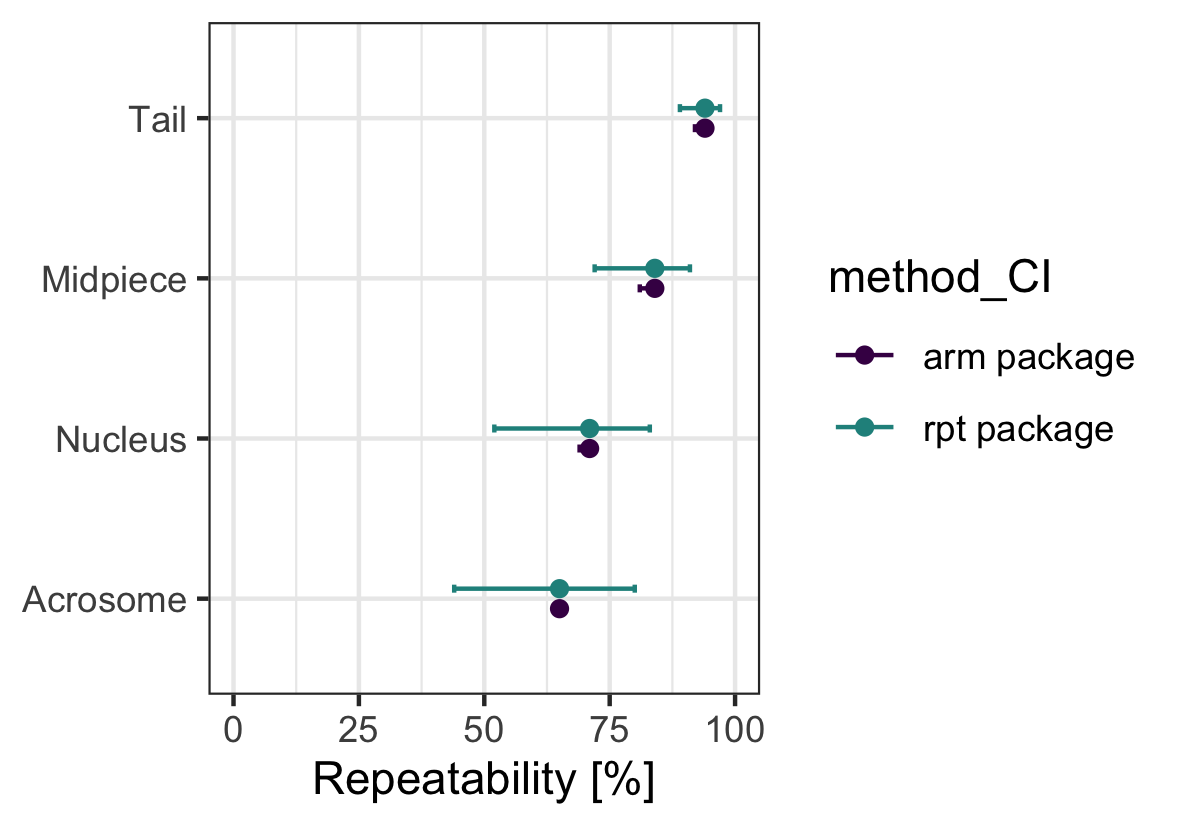 Tail
Midpiece
Nucleus
Acrosome
0 25 50 75 100
Repeatability [%]
method_CI
arm package
rpt package